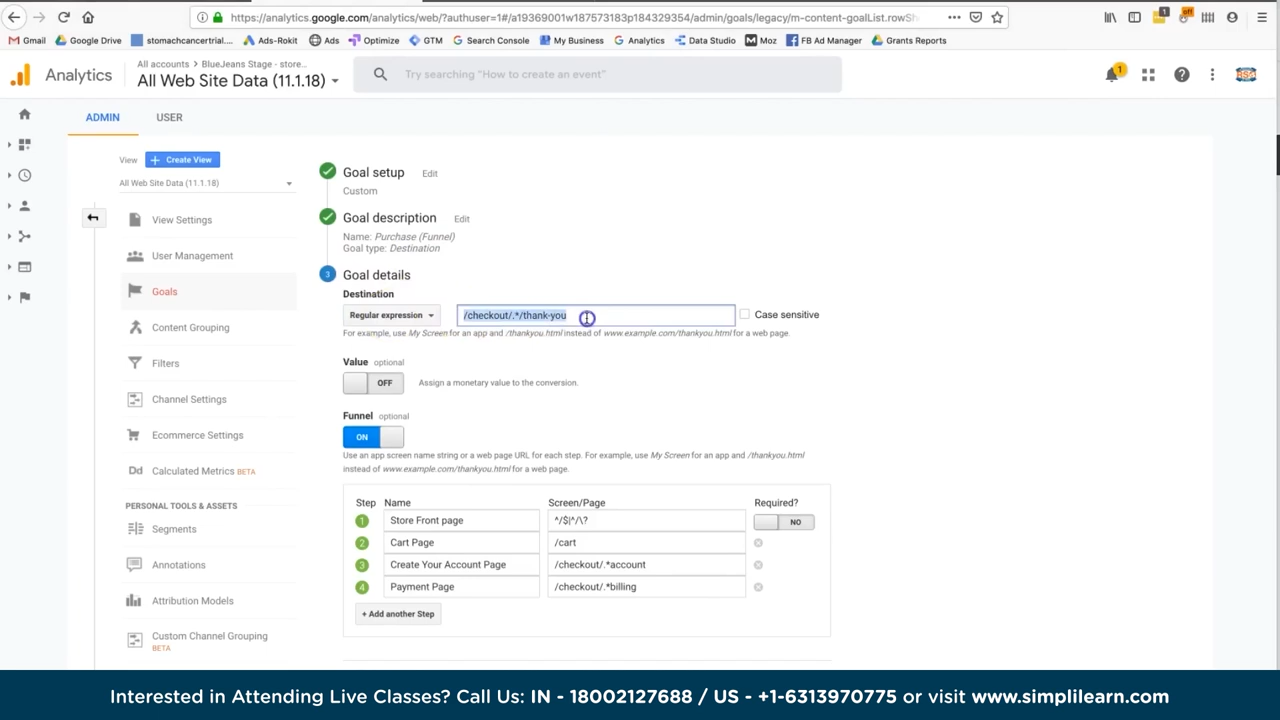 https://analytics.google.com/analytics/web/?authuser=1#/a19369001w187573183p184329354/admin/goals/legacy/m-content-goalList.rowSh
1
off
Gmail
Google Drive
stomachcancertrial....
Ads-Rokit
Ads
Optimize
GTM
Search Console
My Business
Analytics
Data Studio
Moz
FB Ad Manager
Grants Reports
Analytics
All accounts > BlueJeans Stage - store...
All Web Site Data (11.1.18)
Try searching "How to create an event"
1
ADMIN
USER
View
+ Create View
All Web Site Data (11.1.18)
View Settings
User Management
Goals
Content Grouping
Filters
Channel Settings
Ecommerce Settings
Dd Calculated Metrics BETA
PERSONAL TOOLS & ASSETS
Segments
Annotations
Attribution Models
Custom Channel Grouping
BETA
Goal setup Edit
Custom
Goal description Edit
Name: Purchase (Funnel)
Goal type: Destination
3 Goal details
Destination
Regular expression /checkout/.*/thank-you Case sensitive
For example, use My Screen for an app and /thankyou.html instead of www.example.com/thankyou.html for a web page.
Value optional
OFF Assign a monetary value to the conversion.
Funnel optional
ON
Use an app screen name string or a web page URL for each step. For example, use My Screen for an app and /thankyou.html
instead of www.example.com/thankyou.html for a web page.
Step Name Screen/Page Required?
1 Store Front page ^/$|^/\? NO
2 Cart Page /cart
3 Create Your Account Page /checkout/.*account
4 Payment Page /checkout/.*billing
+ Add another Step
Interested in Attending Live Classes? Call Us: IN - 18002127688 / US - +1-6313970775 or visit www.simplilearn.com